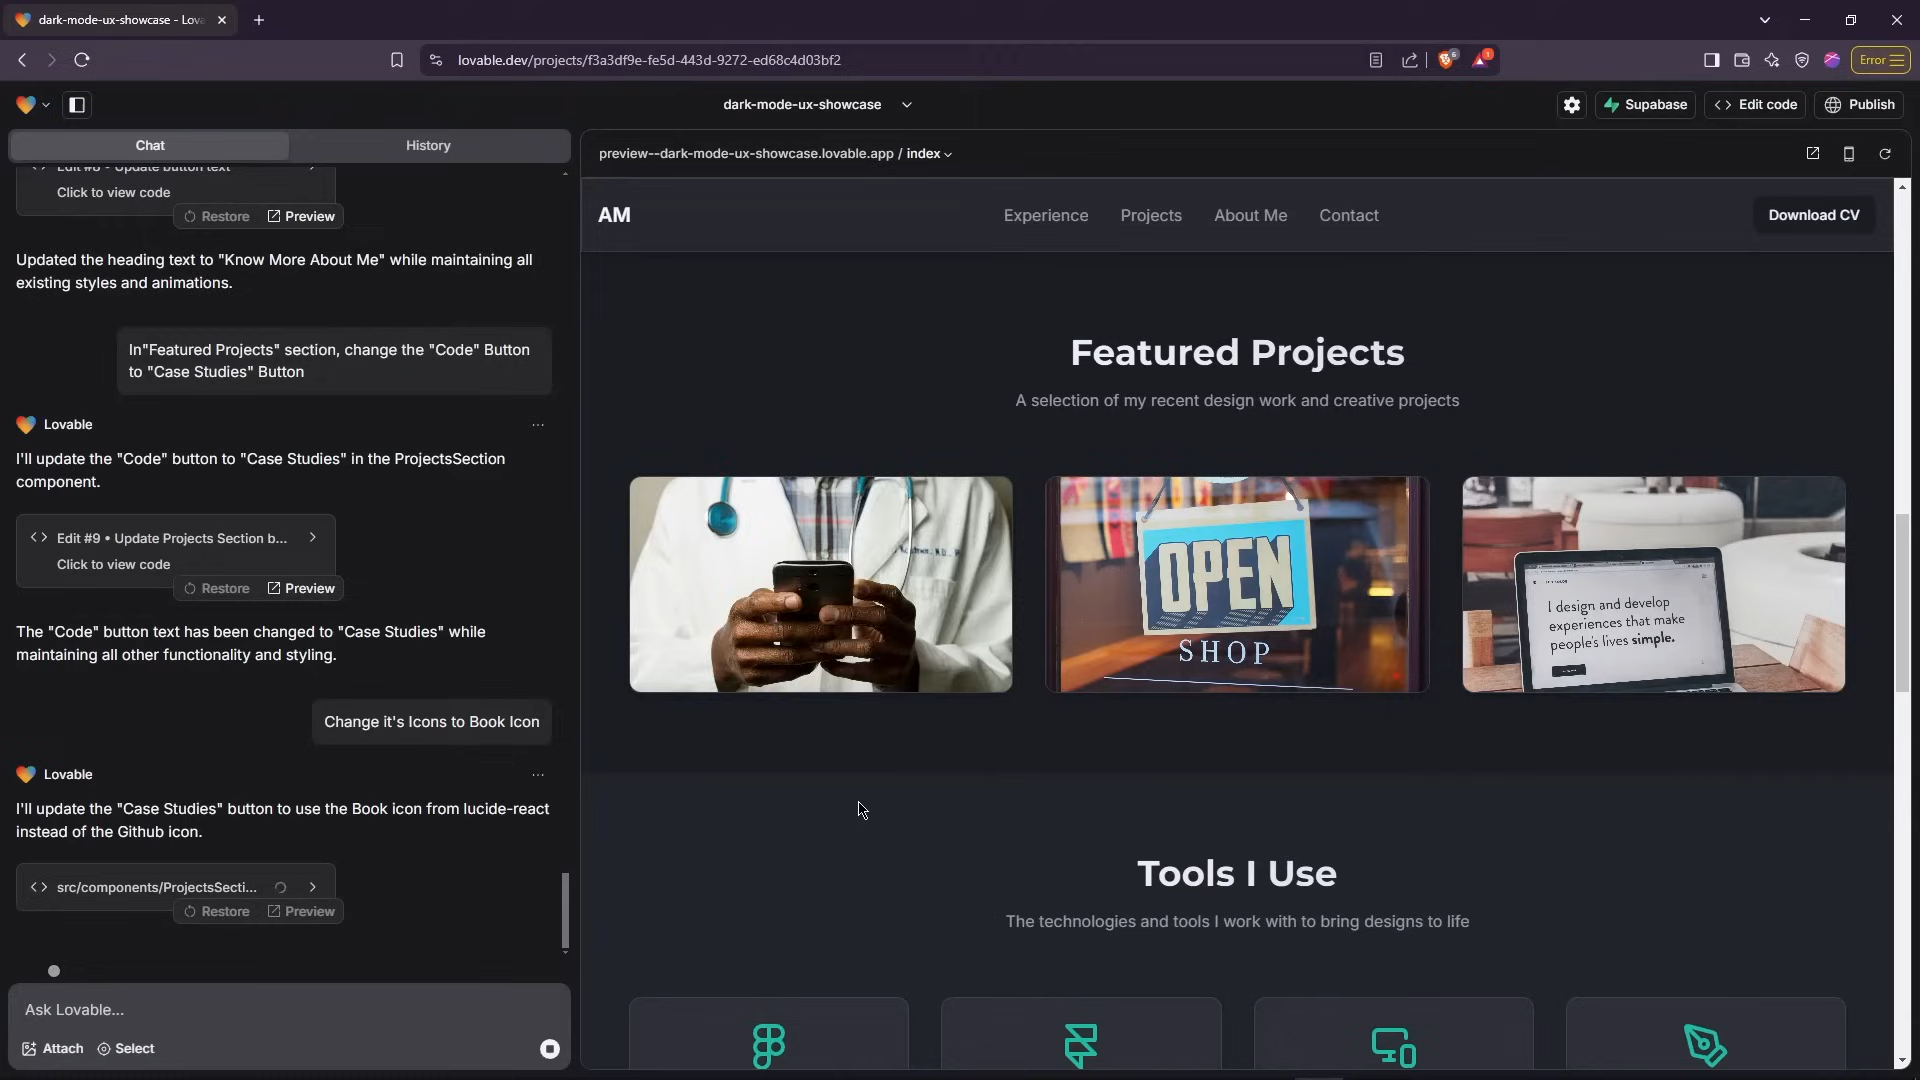 dark-mode-ux-showcase - Lova
lovable.dev/projects/f3a3df9e-fe5d-443d-9272-ed68c4d03bf2
6
1
Error
dark-mode-ux-showcase
Supabase
Edit code
Publish
Chat
History
preview--dark-mode-ux-showcase.lovable.app / index
Edit #8 • Update button text
Click to view code
Restore
Preview
Updated the heading text to "Know More About Me" while maintaining all
existing styles and animations.
In"Featured Projects" section, change the "Code" Button
to "Case Studies" Button
Lovable
I'll update the "Code" button to "Case Studies" in the ProjectsSection
component.
Edit #9 • Update Projects Section b...
Click to view code
Restore
Preview
The "Code" button text has been changed to "Case Studies" while
maintaining all other functionality and styling.
Change it's Icons to Book Icon
Lovable
I'll update the "Case Studies" button to use the Book icon from lucide-react
instead of the Github icon.
src/components/ProjectsSecti...
Restore
Preview
Ask Lovable...
Attach
Select
AM
Experience
Projects
About Me
Contact
Download CV
Featured Projects
A selection of my recent design work and creative projects
OPEN
SHOP
I design and develop
experiences that make
people's lives simple.
Tools I Use
The technologies and tools I work with to bring designs to life